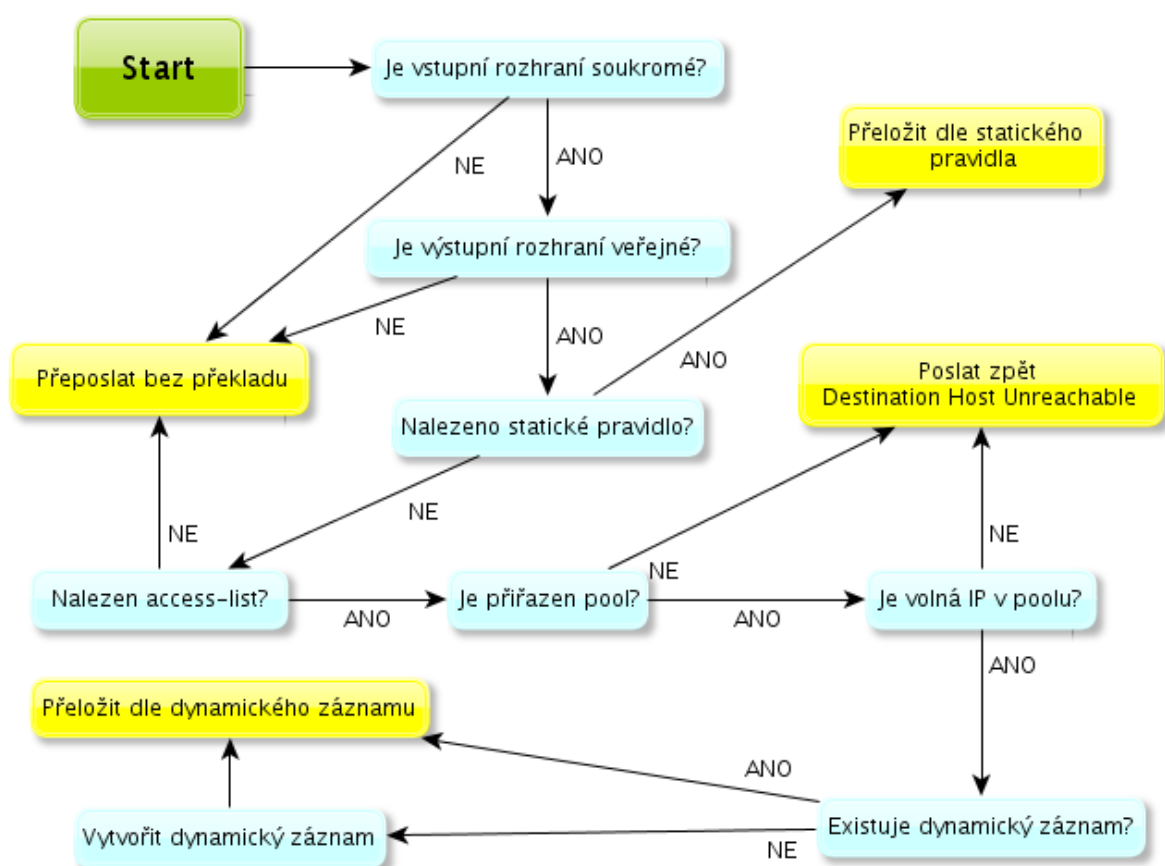 Start
Je vstupní rozhraní soukromé?
NE
ANO
Přeložit dle statického
pravidla
Je výstupní rozhraní veřejné?
NE
ANO
ANO
Přeposlat bez překladu
Poslat zpět
Destination Host Unreachable
Nalezeno statické pravidlo?
NE
NE
NE
NE
Nalezen access-list?
ANO
Je přiřazen pool?
ANO
Je volná IP v poolu?
ANO
Přeložit dle dynamického záznamu
ANO
Vytvořit dynamický záznam
NE
Existuje dynamický záznam?